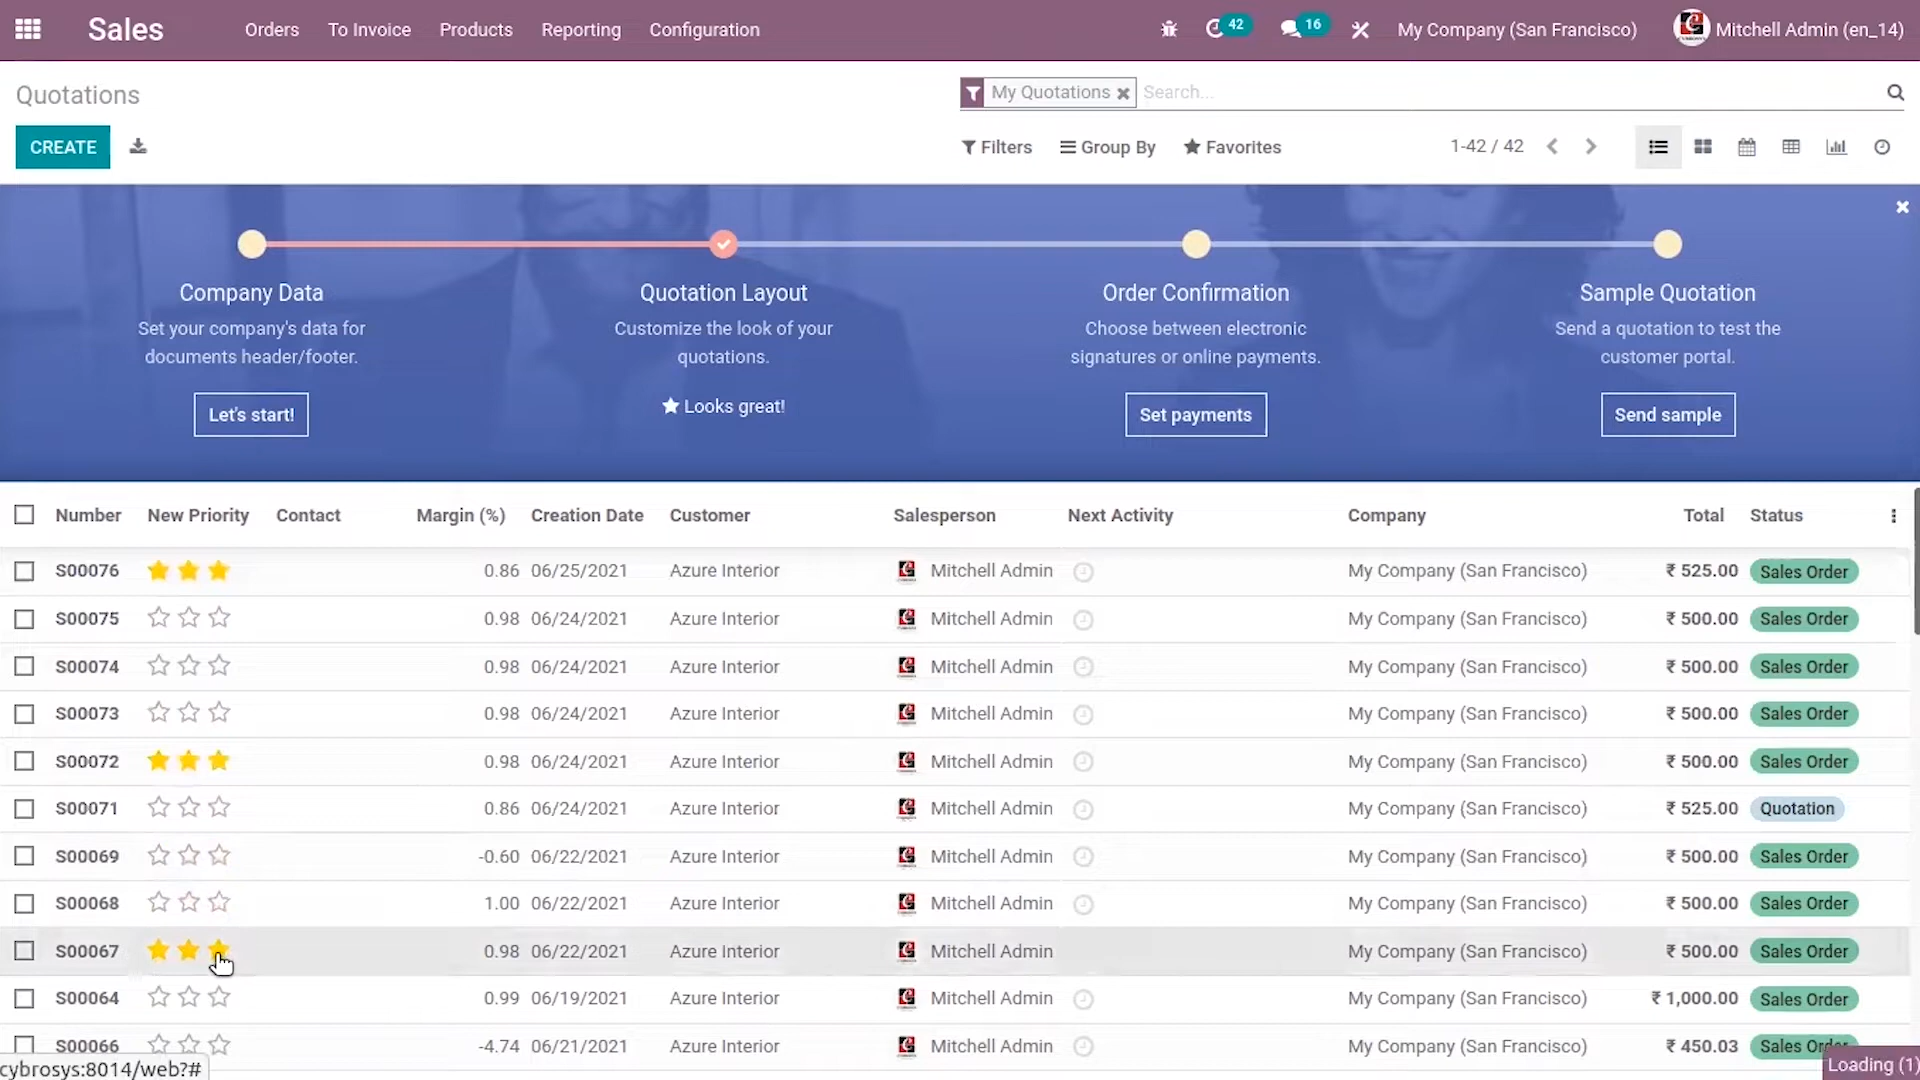 Sales Orders To Invoice Products Reporting Configuration 42 16 My Company (San Francisco) Mitchell Admin (en_14)
Quotations
My Quotations Search...
CREATE
Filters Group By Favorites 1-42 / 42
Company Data
Set your company's data for
documents header/footer.
Let's start!
Quotation Layout
Customize the look of your
quotations.
Looks great!
Order Confirmation
Choose between electronic
signatures or online payments.
Set payments
Sample Quotation
Send a quotation to test the
customer portal.
Send sample
Number New Priority Contact Margin (%) Creation Date Customer Salesperson Next Activity Company Total Status
S00076 0.86 06/25/2021 Azure Interior Mitchell Admin My Company (San Francisco) ₹ 525.00 Sales Order
S00075 0.98 06/24/2021 Azure Interior Mitchell Admin My Company (San Francisco) ₹ 500.00 Sales Order
S00074 0.98 06/24/2021 Azure Interior Mitchell Admin My Company (San Francisco) ₹ 500.00 Sales Order
S00073 0.98 06/24/2021 Azure Interior Mitchell Admin My Company (San Francisco) ₹ 500.00 Sales Order
S00072 0.98 06/24/2021 Azure Interior Mitchell Admin My Company (San Francisco) ₹ 500.00 Sales Order
S00071 0.86 06/24/2021 Azure Interior Mitchell Admin My Company (San Francisco) ₹ 525.00 Quotation
S00069 -0.60 06/22/2021 Azure Interior Mitchell Admin My Company (San Francisco) ₹ 500.00 Sales Order
S00068 1.00 06/22/2021 Azure Interior Mitchell Admin My Company (San Francisco) ₹ 500.00 Sales Order
S00067 0.98 06/22/2021 Azure Interior Mitchell Admin My Company (San Francisco) ₹ 500.00 Sales Order
S00064 0.99 06/19/2021 Azure Interior Mitchell Admin My Company (San Francisco) ₹ 1,000.00 Sales Order
S00066 -4.74 06/21/2021 Azure Interior Mitchell Admin My Company (San Francisco) ₹ 450.03 Sales Order
cybrosys:8014/web?#
Loading (1)